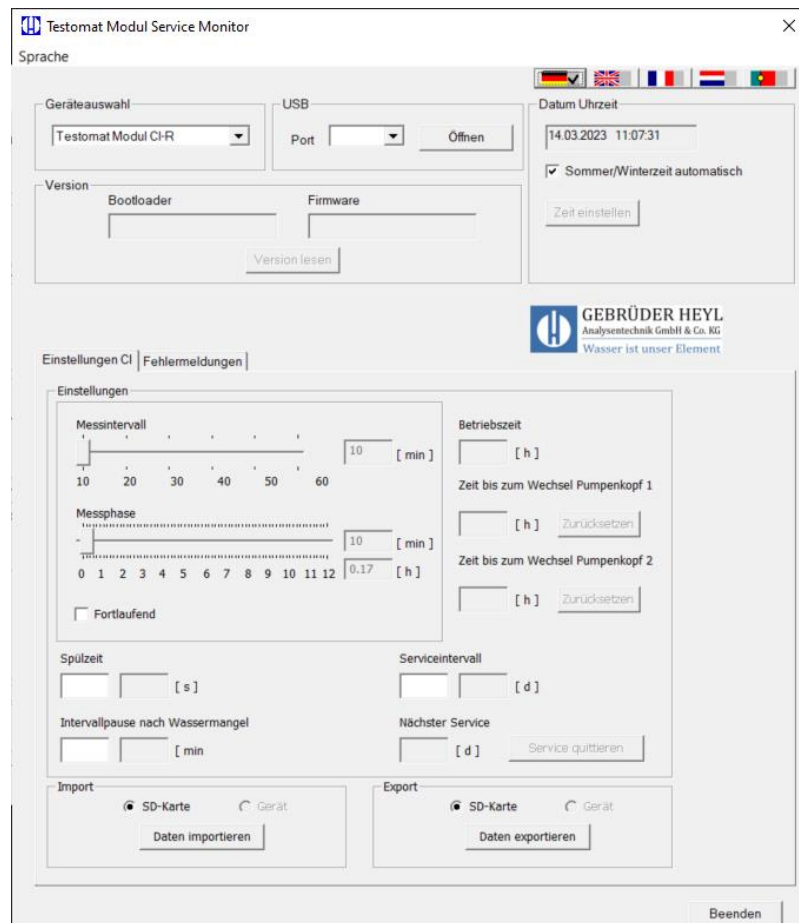 Testomat Modul Service Monitor
Sprache
Geräteauswahl
Testomat Modul CI-R
USB
Port
Öffnen
Datum Uhrzeit
14.03.2023 11:07:31
Sommer/Winterzeit automatisch
Zeit einstellen
Version
Bootloader
Firmware
Version lesen
GEBRÜDER HEYL
Analysentechnik GmbH & Co. KG
Wasser ist unser Element
Einstellungen CI
Fehlermeldungen
Einstellungen
Messintervall
10 [ min ]
10 20 30 40 50 60
Messphase
10 [ min ]
0 1 2 3 4 5 6 7 8 9 10 11 12 0.17 [ h ]
Fortlaufend
Betriebszeit
[ h ]
Zeit bis zum Wechsel Pumpenkopf 1
[ h ] Zurücksetzen
Zeit bis zum Wechsel Pumpenkopf 2
[ h ] Zurücksetzen
Spülzeit
[ s ]
Serviceintervall
[ d ]
Intervallpause nach Wassermangel
[ min
Nächster Service
[ d ] Service quittieren
Import
SD-Karte Gerät
Daten importieren
Export
SD-Karte Gerät
Daten exportieren
Beenden